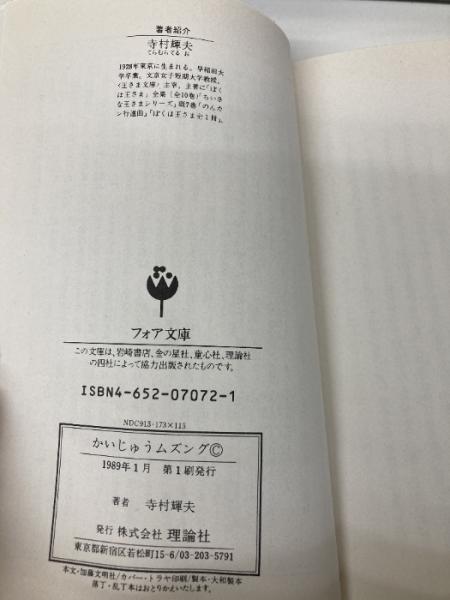 著者紹介
寺村輝夫
てらむらてるお
1928年東京に生まれる。早稲田大
学卒業。文京女子短期大学教授。
〈王さま文庫〉主宰。主著に「ぼく
は王さま」全集〔全10巻〕「ちいさ
な王さまシリーズ」既7巻「のんカ
ン行進曲」「ぼくは王さま全1冊」
フォア文庫
この文庫は、岩崎書店、金の星社、童心社、理論社
の四社によって協力出版されたものです。
ISBN4-652-07072-1
NDC913-173×113
かいじゅうムズング©
1989年1月 第1刷発行
著者 寺村輝夫
発行 株式会社 理論社
東京都新宿区若松町15-6/03-203-5791
本文・加藤文明社/カバー・トラヤ印刷/製本・大和製本
落丁・乱丁本はおとりかえいたします。